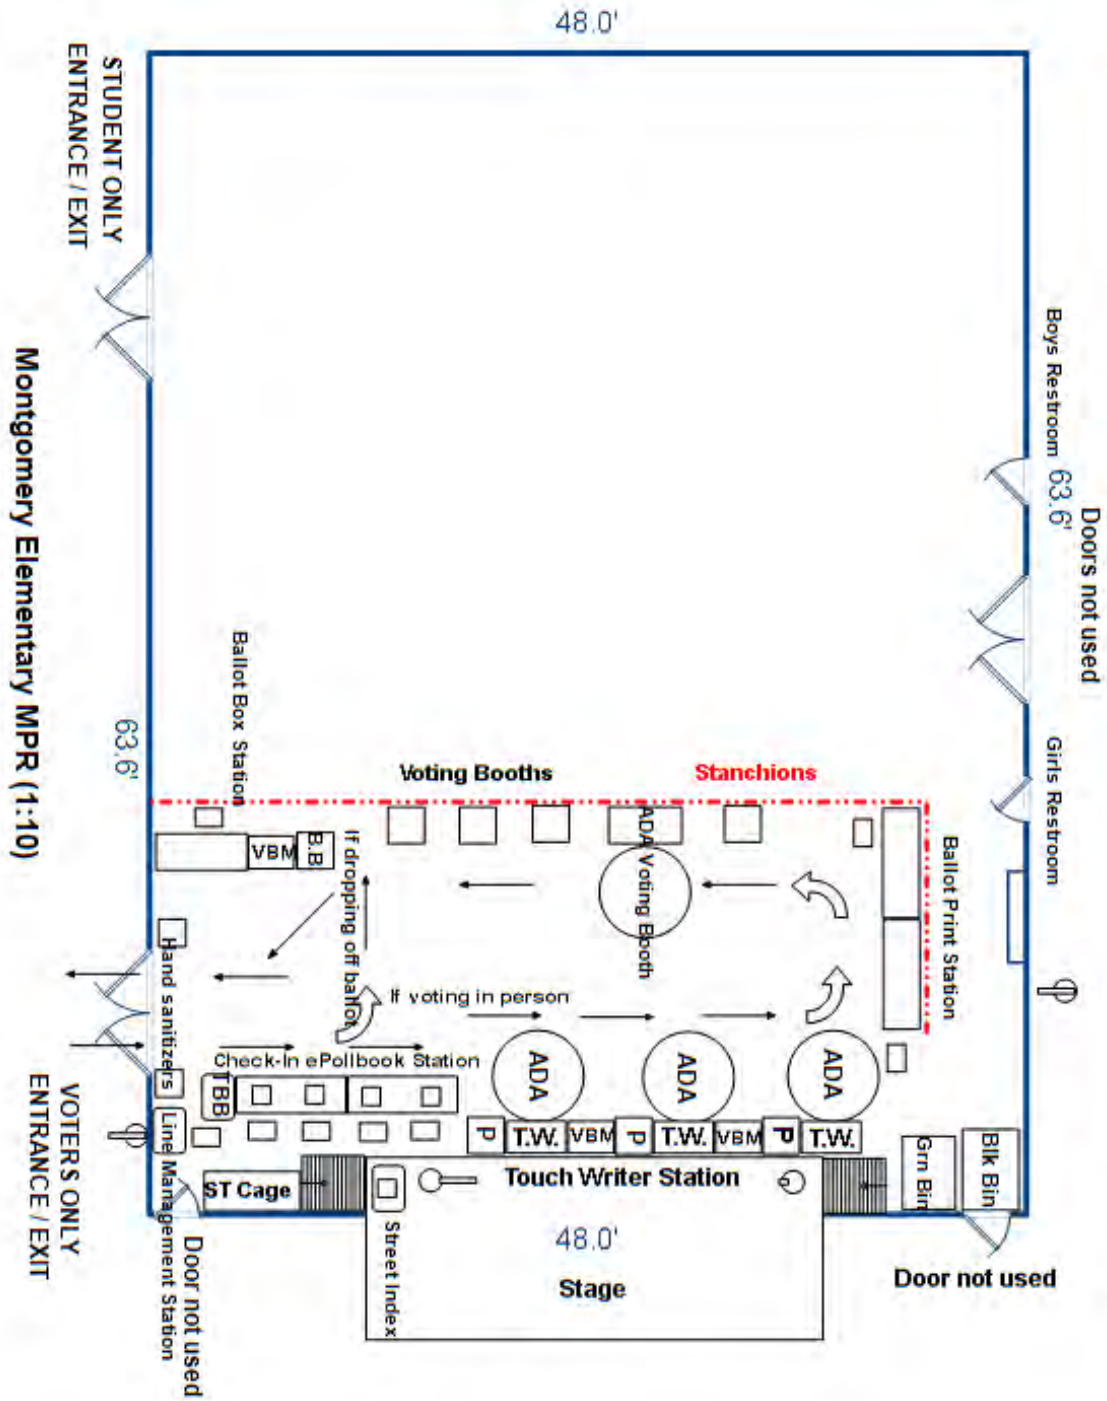 48.0'
STUDENT ONLY
ENTRANCE / EXIT
Boys Restroom
63.6'
Doors not used
Montgomery Elementary MPR (1:10)
Ballot Box Station
63.6'
Girls Restroom
Voting Booths
Stanchions
VBM
B.B
If dropping off ballot
ADA Voting Booth
Ballot Print Station
Hand sanitizers
If voting in person
Check-In ePollbook Station
TBB
ADA
ADA
ADA
P
T.W.
VBM
P
T.W.
VBM
P
T.W.
VOTERS ONLY
ENTRANCE / EXIT
Line Management Station
ST Cage
Touch Writer Station
Grn Bin
Blk Bin
Door not used
Street Index
48.0'
Stage
Door not used